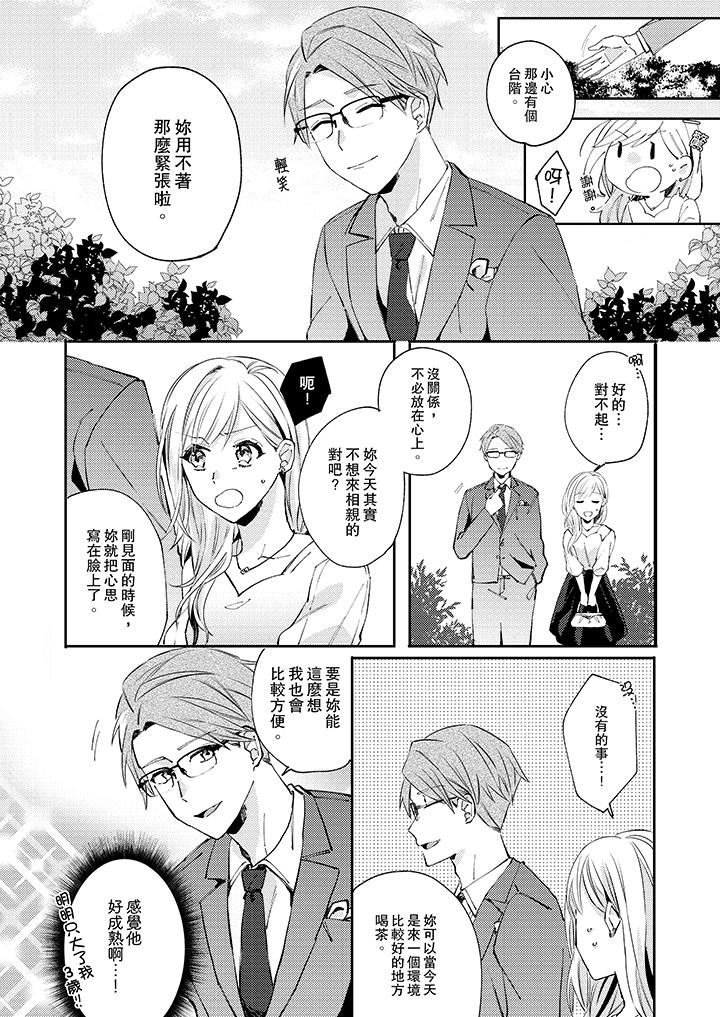 小心
那邊有個
台階。
呀！
謝謝…
妳用不著
那麼緊張啦。
輕笑
啊…
好的…
對不起…
沒關係，
不必放在心上。
妳今天其實
不想來相親的
對吧？
呃！
剛見面的時候，
妳就把心思
寫在臉上了。
沒有的事…！
妳可以當今天
是來一個環境
比較好的地方
喝茶。
要是妳能
這麼想
我也會
比較方便。
感覺他
好成熟啊…！
明明只大了我
3歲！！